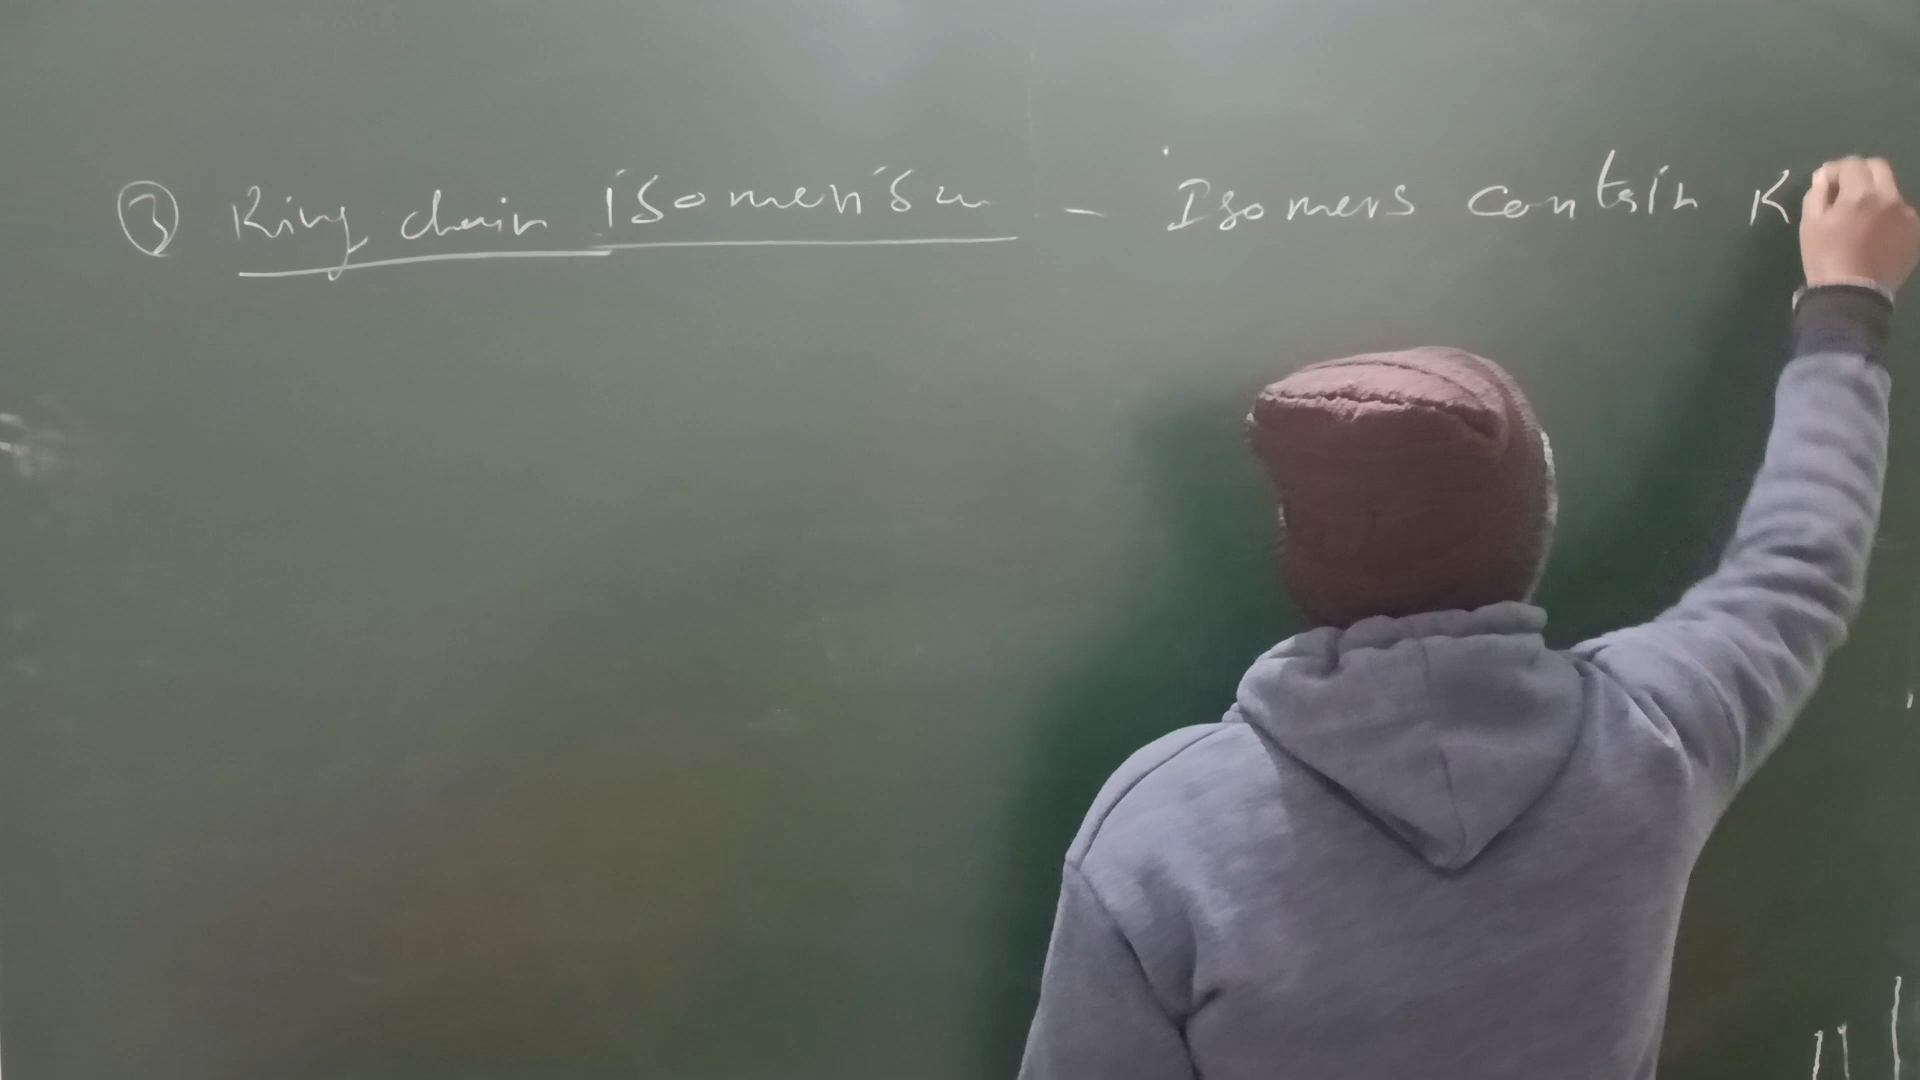 ③ Ring chain isomerism - Isomers contain R